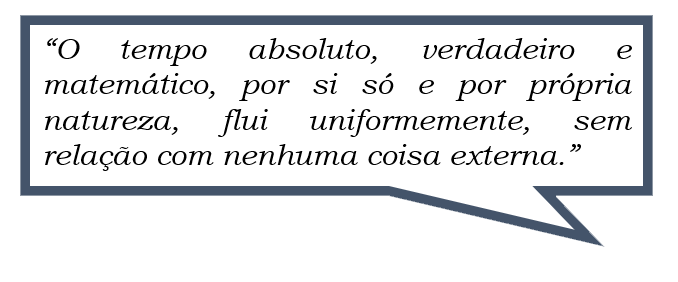 “O tempo absoluto, verdadeiro e
matemático, por si só e por própria
natureza, flui uniformemente, sem
relação com nenhuma coisa externa.”